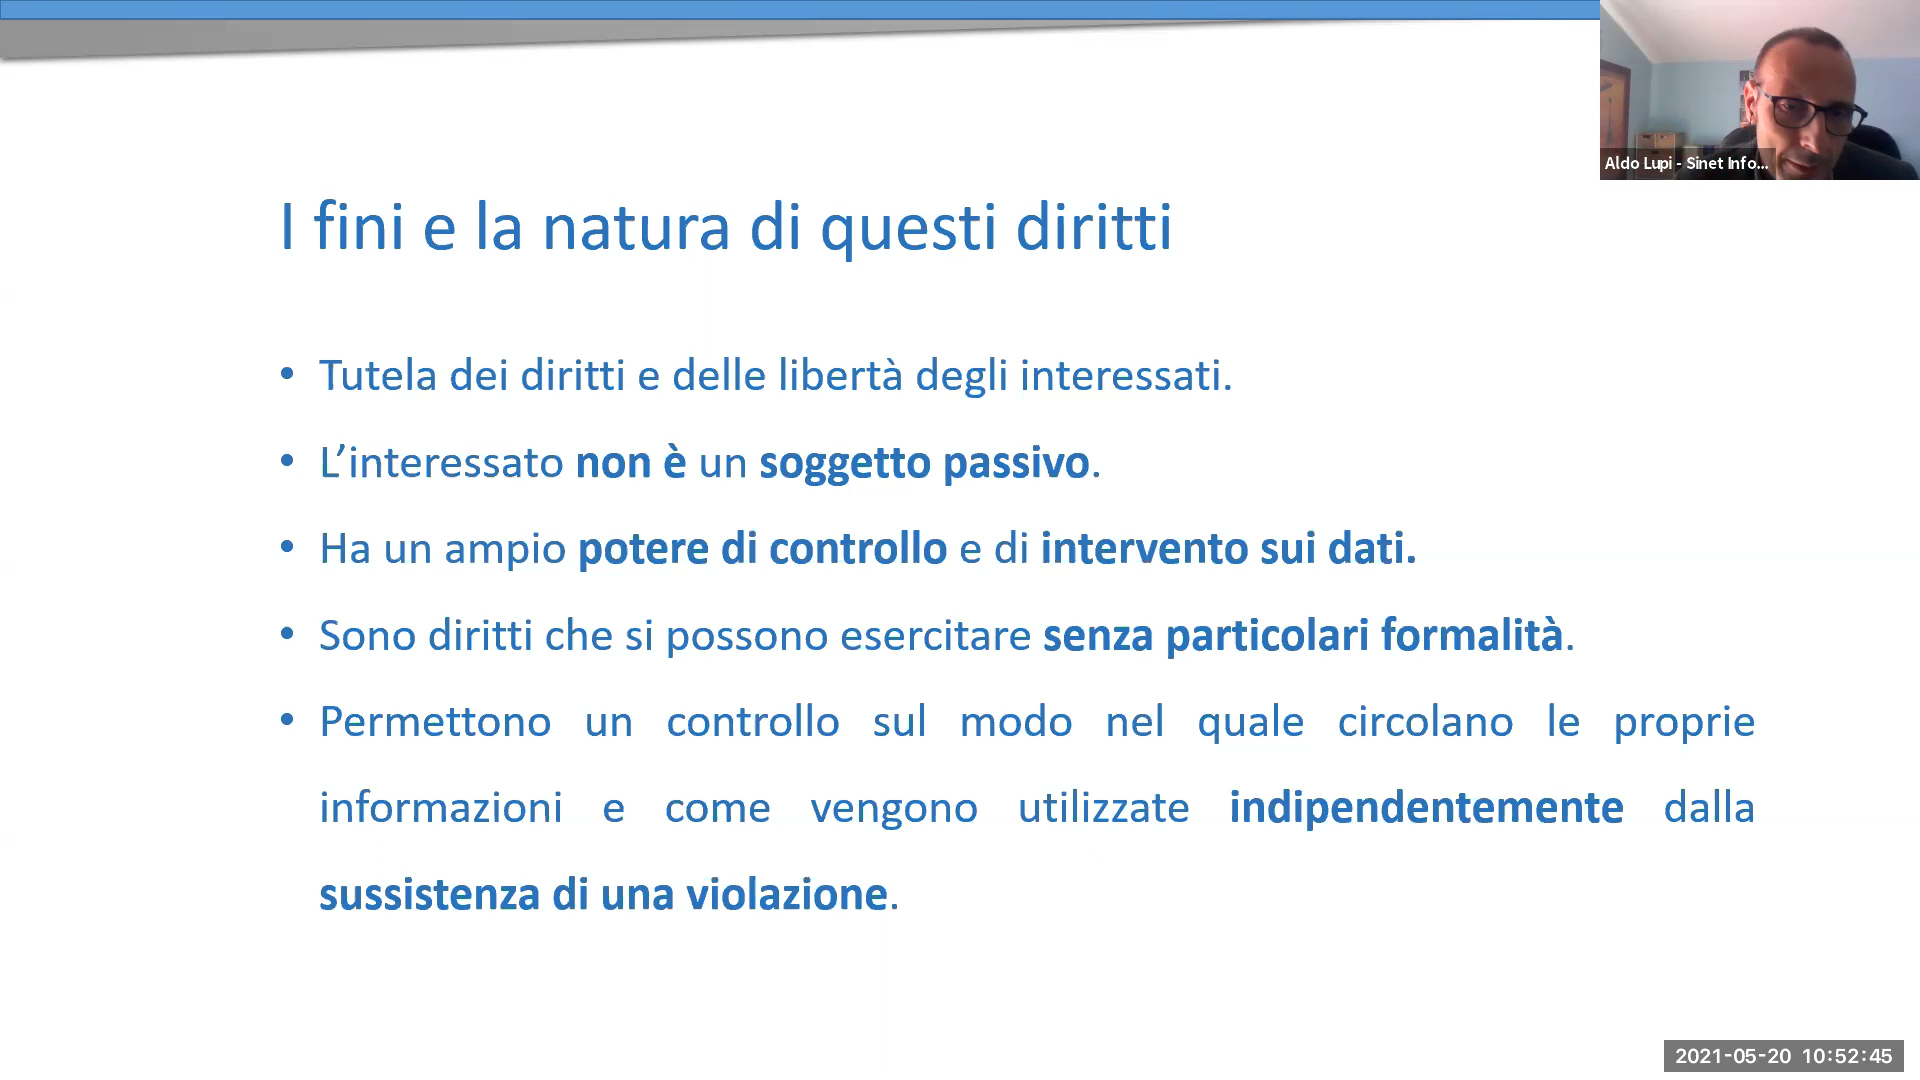 Aldo Lupi - Sinet Info...
I fini e la natura di questi diritti
• Tutela dei diritti e delle libertà degli interessati.
• L’interessato non è un soggetto passivo.
• Ha un ampio potere di controllo e di intervento sui dati.
• Sono diritti che si possono esercitare senza particolari formalità.
• Permettono un controllo sul modo nel quale circolano le proprie
informazioni e come vengono utilizzate indipendentemente dalla
sussistenza di una violazione.
2021-05-20 10:52:45